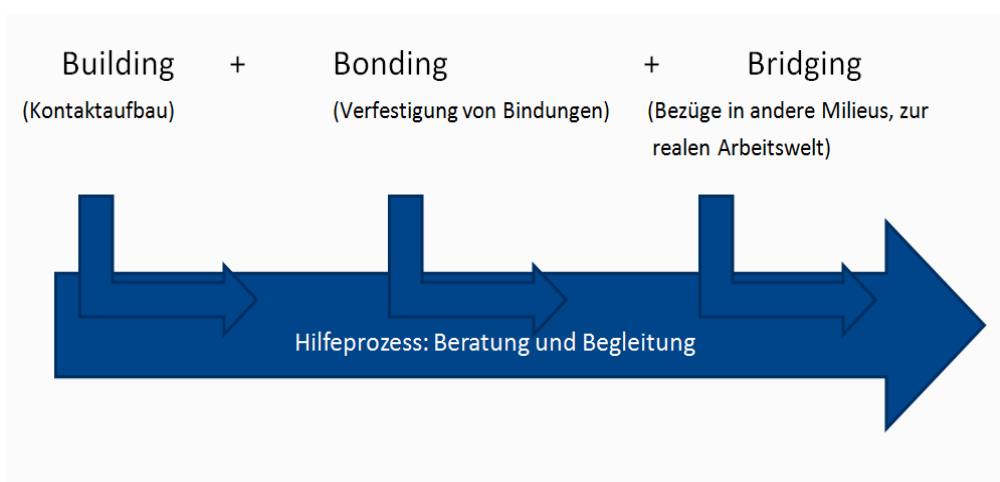 Building + Bonding + Bridging
(Kontaktaufbau) (Verfestigung von Bindungen) (Bezüge in andere Milieus, zur
realen Arbeitswelt)
Hilfeprozess: Beratung und Begleitung